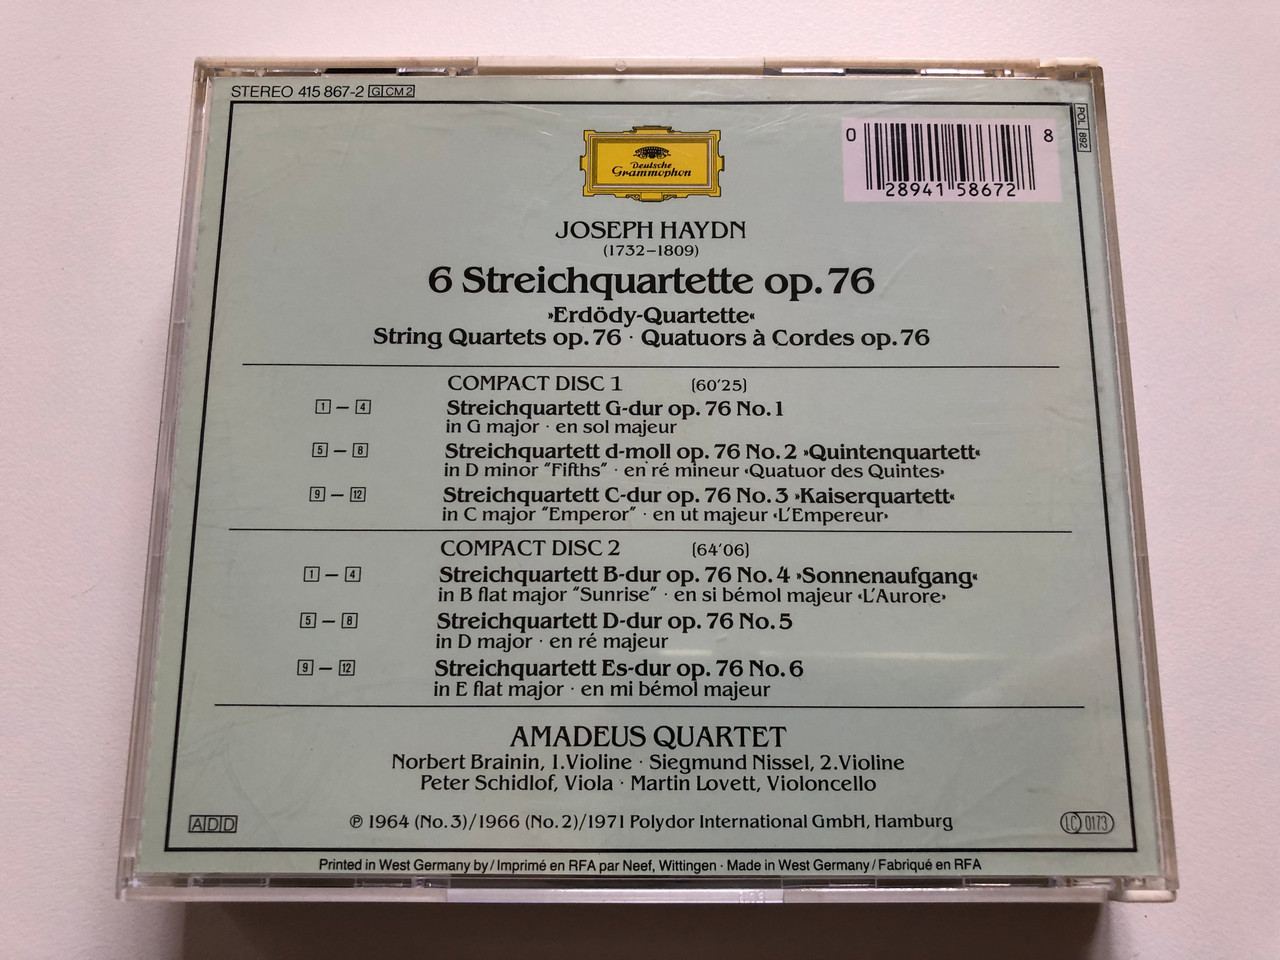 STEREO 415 867-2 G CM 2
POL 892
0 28941 58672 8
Deutsche
Grammophon
JOSEPH HAYDN
(1732–1809)
6 Streichquartette op. 76
»Erdödy-Quartette«
String Quartets op. 76 · Quatuors à Cordes op. 76
COMPACT DISC 1 (60'25)
1 – 4 Streichquartett G-dur op. 76 No. 1
in G major · en sol majeur
5 – 8 Streichquartett d-moll op. 76 No. 2 »Quintenquartett«
in D minor "Fifths" · en ré mineur ‹Quatuor des Quintes›
9 – 12 Streichquartett C-dur op. 76 No. 3 »Kaiserquartett«
in C major "Emperor" · en ut majeur ‹L'Empereur›
COMPACT DISC 2 (64'06)
1 – 4 Streichquartett B-dur op. 76 No. 4 »Sonnenaufgang«
in B flat major "Sunrise" · en si bémol majeur ‹L'Aurore›
5 – 8 Streichquartett D-dur op. 76 No. 5
in D major · en ré majeur
9 – 12 Streichquartett Es-dur op. 76 No. 6
in E flat major · en mi bémol majeur
AMADEUS QUARTET
Norbert Brainin, 1. Violine · Siegmund Nissel, 2. Violine
Peter Schidlof, Viola · Martin Lovett, Violoncello
ADD
℗ 1964 (No. 3)/1966 (No. 2)/1971 Polydor International GmbH, Hamburg
LC 0173
Printed in West Germany by / Imprimé en RFA par Neef, Wittingen · Made in West Germany / Fabriqué en RFA